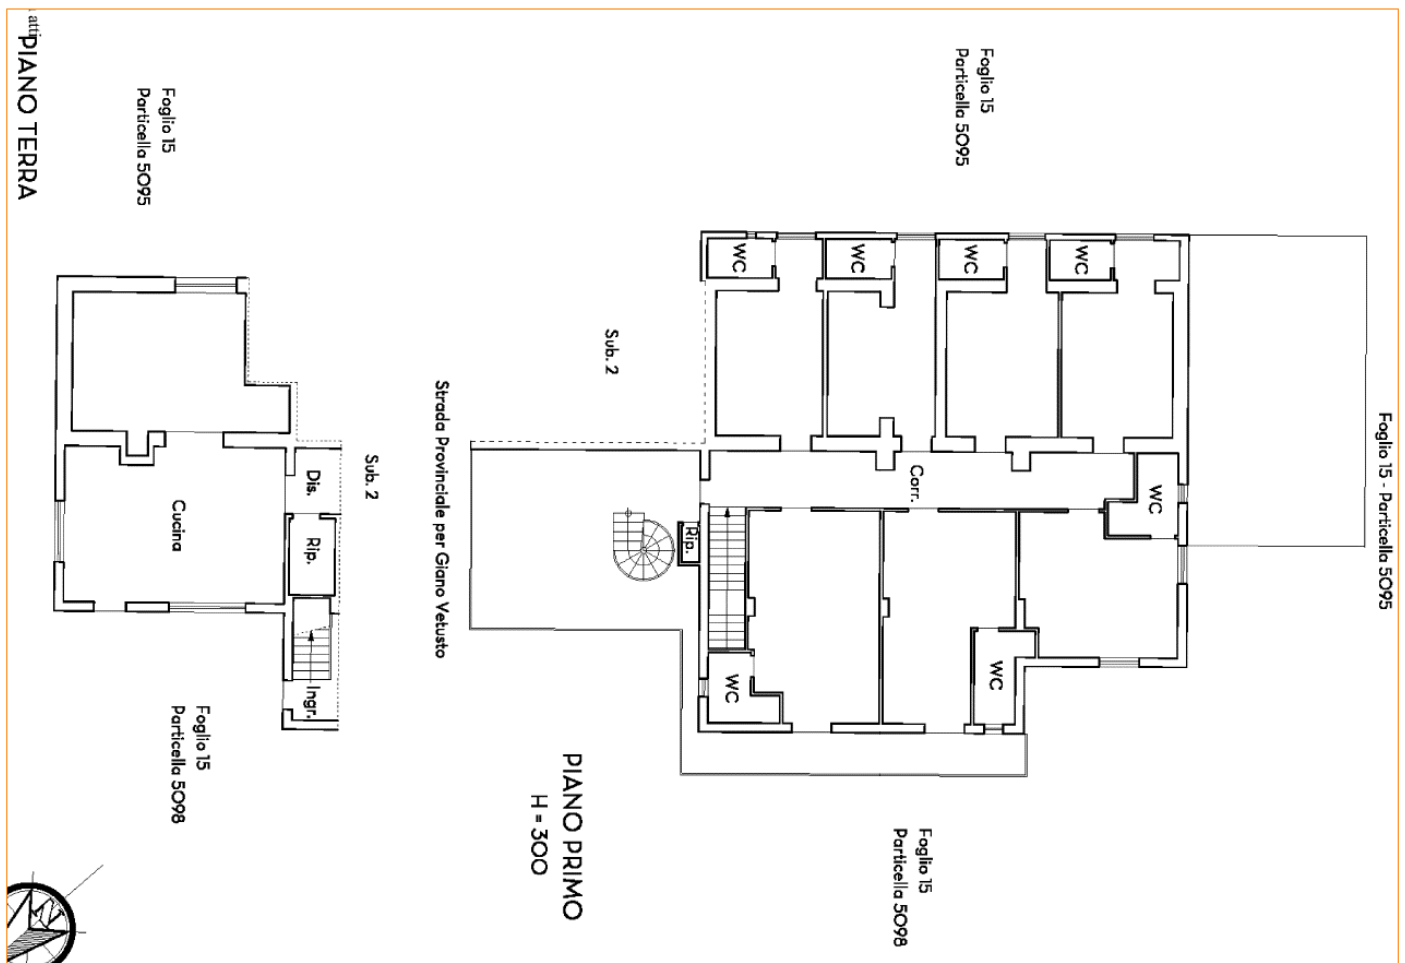 atti
PIANO TERRA
Foglio 15
Particella 5095
Cucina
Dis.
Rip.
Ingr.
Sub. 2
Foglio 15
Particella 5098
Strada Provinciale per Giano Vetusto
Sub. 2
Foglio 15
Particella 5095
WC
WC
WC
WC
Corr.
WC
Rip.
WC
WC
PIANO PRIMO
H = 300
Foglio 15
Particella 5098
Foglio 15 - Particella 5095